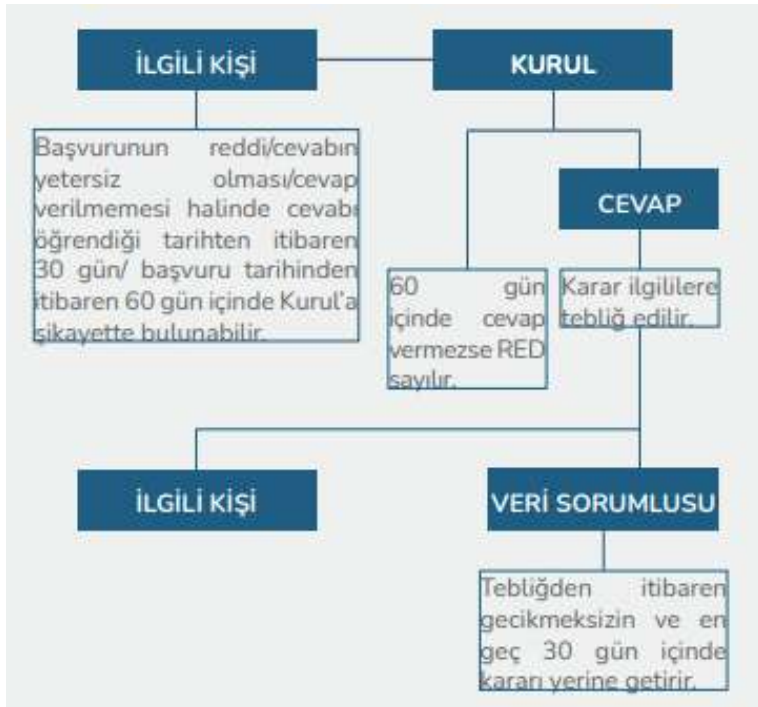 İLGİLİ KİŞİ
KURUL
Başvurunun reddi/cevabın
yetersiz olması/cevap
verilmemesi halinde cevabı
öğrendiği tarihten itibaren
30 gün/ başvuru tarihinden
itibaren 60 gün içinde Kurul'a
şikayette bulunabilir.
CEVAP
60 gün
içinde cevap
vermezse RED
sayılır.
Karar ilgililere
tebliğ edilir.
İLGİLİ KİŞİ
VERİ SORUMLUSU
Tebliğden itibaren
gecikmeksizin ve en
geç 30 gün içinde
kararı yerine getirir.